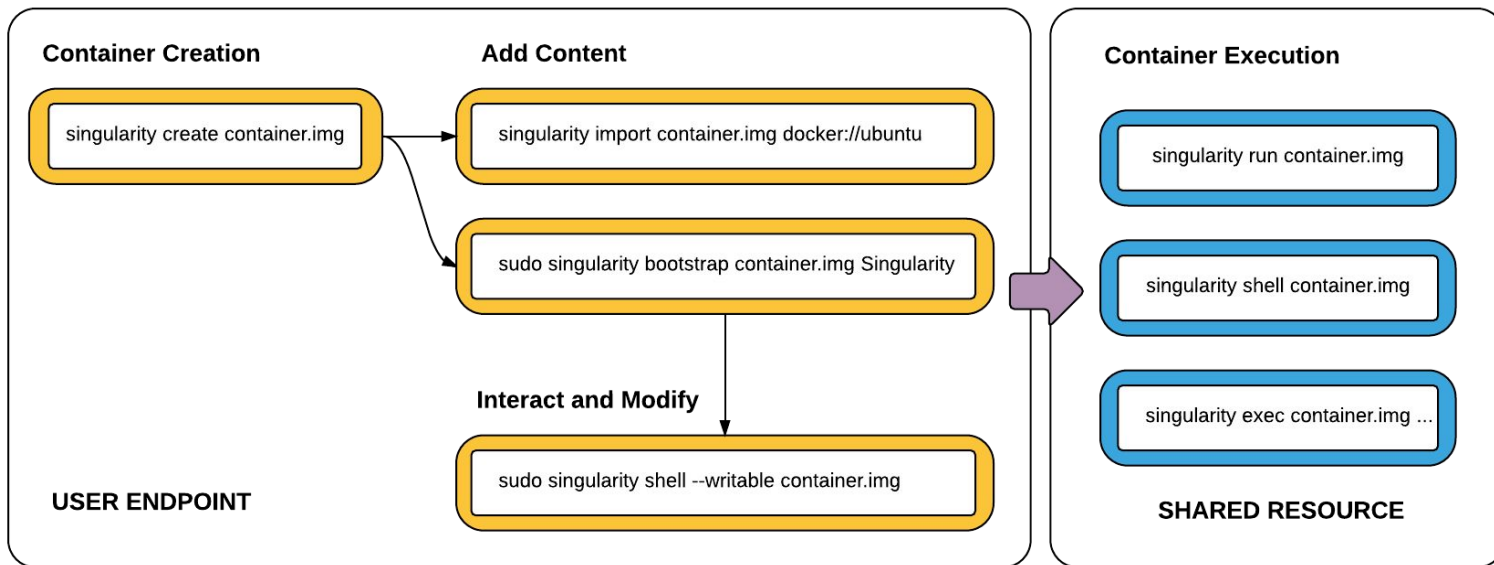 Container Creation
singularity create container.img
Add Content
singularity import container.img docker://ubuntu
sudo singularity bootstrap container.img Singularity
Interact and Modify
sudo singularity shell --writable container.img
USER ENDPOINT
Container Execution
singularity run container.img
singularity shell container.img
singularity exec container.img ...
SHARED RESOURCE